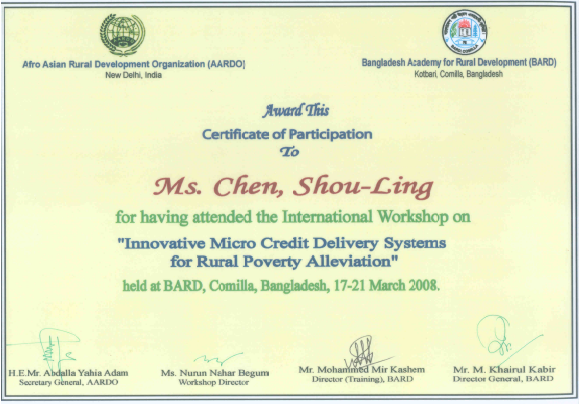 Afro Asian Rural Development Organization (AARDO)
New Delhi, India
Bangladesh Academy for Rural Development (BARD)
Kotbari, Comilla, Bangladesh
Award This
Certificate of Participation
To
Ms. Chen, Shou-Ling
for having attended the International Workshop on
"Innovative Micro Credit Delivery Systems
for Rural Poverty Alleviation"
held at BARD, Comilla, Bangladesh, 17-21 March 2008.
H.E.Mr. Abdalla Yahia Adam
Secretary General, AARDO
Ms. Nurun Nahar Begum
Workshop Director
Mr. Mohammed Mir Kashem
Director (Training), BARD
Mr. M. Khairul Kabir
Director General, BARD